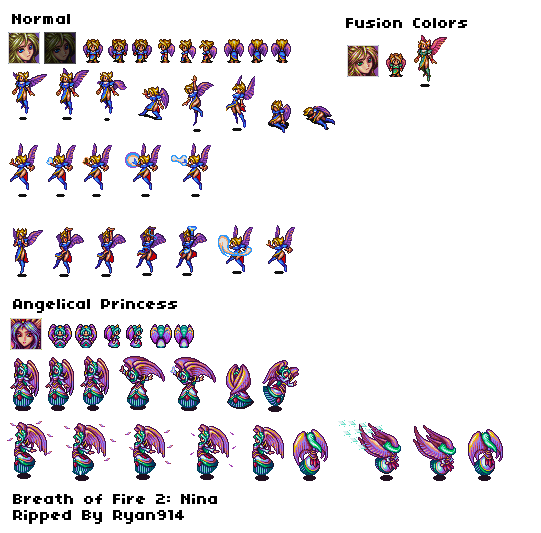 Normal
Fusion Colors
Angelical Princess
Breath of Fire 2: Nina
Ripped By Ryan914